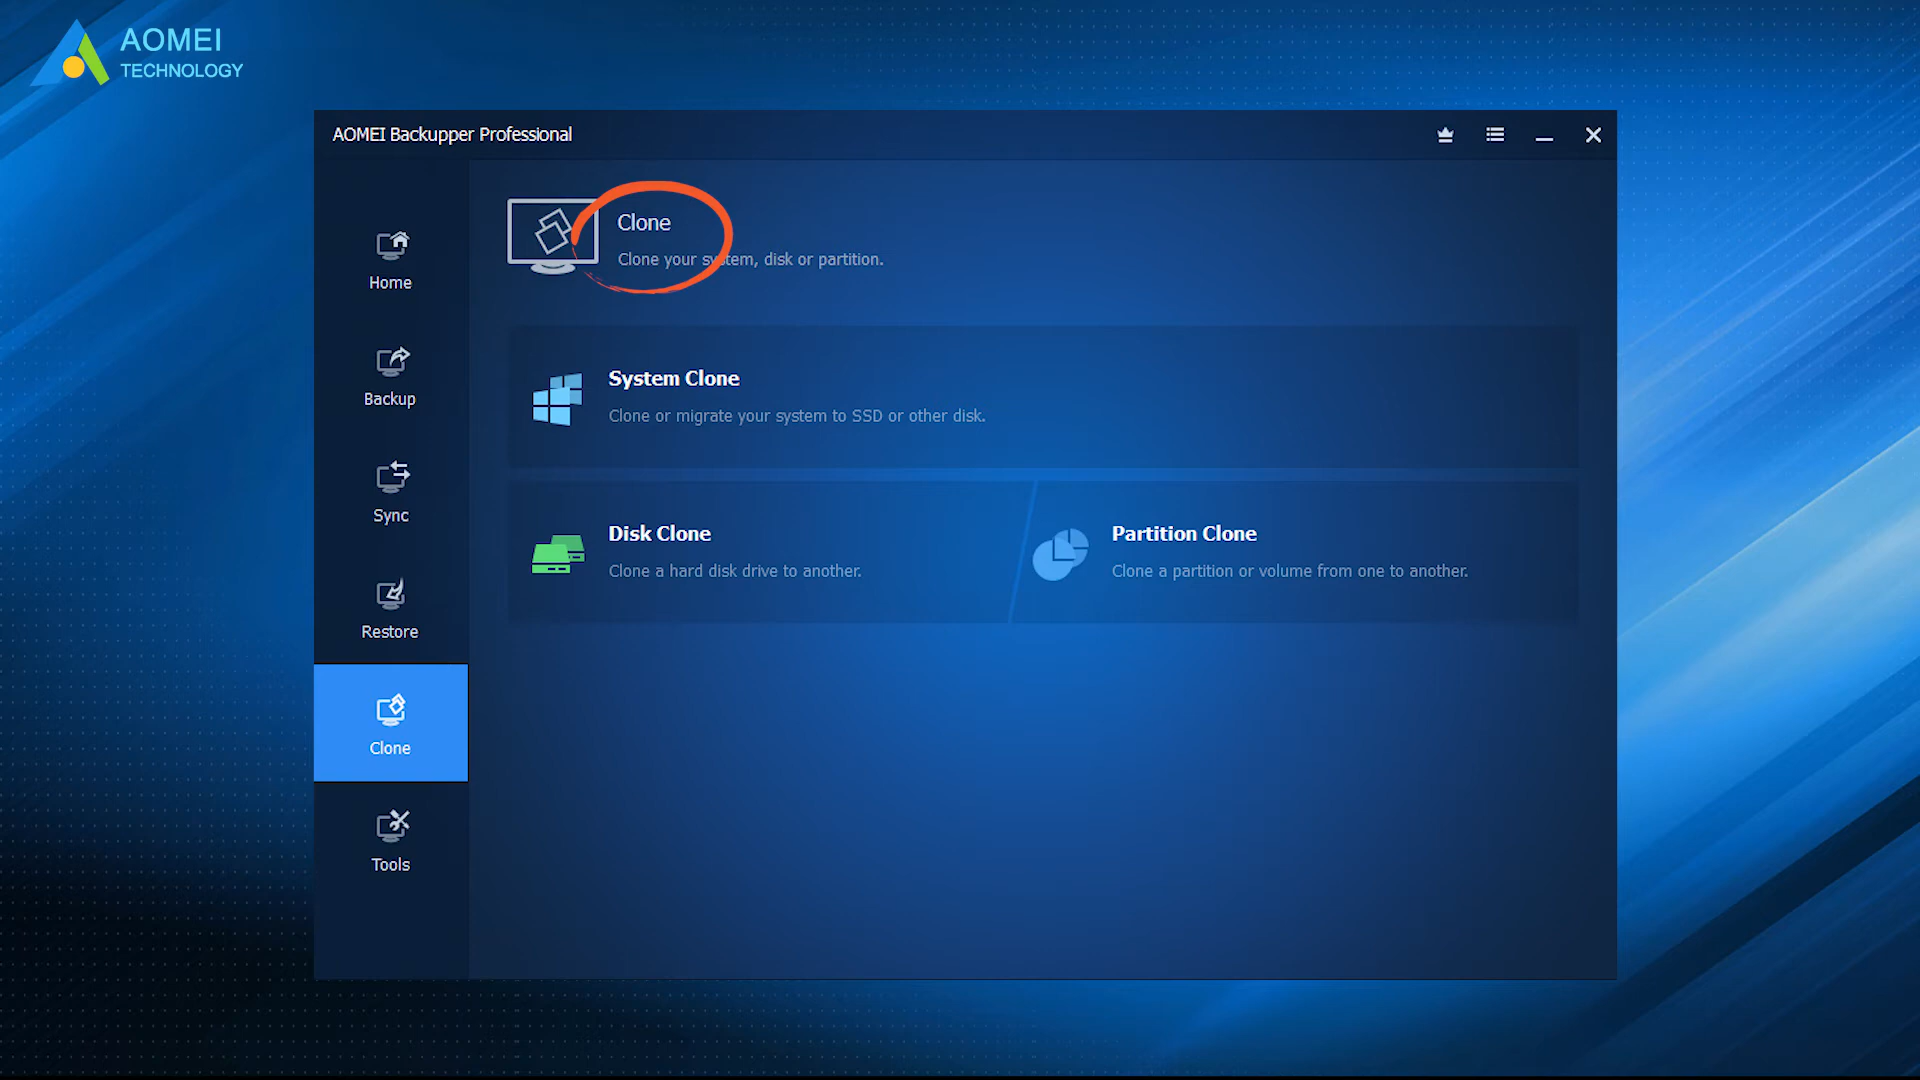 AOMEI
TECHNOLOGY
AOMEI Backupper Professional
Home
Backup
Sync
Restore
Clone
Tools
Clone
Clone your system, disk or partition.
System Clone
Clone or migrate your system to SSD or other disk.
Disk Clone
Clone a hard disk drive to another.
Partition Clone
Clone a partition or volume from one to another.